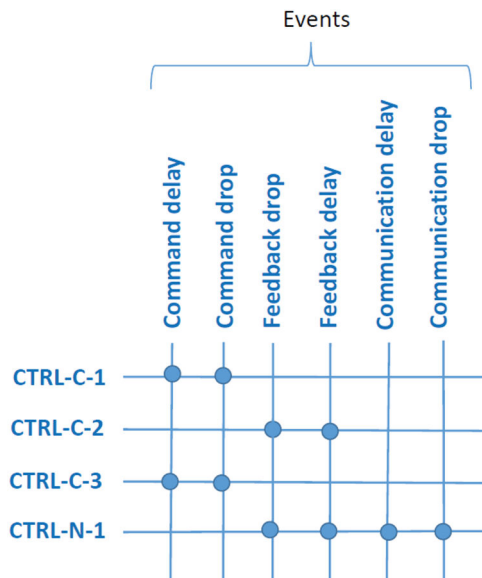 Events
Command delay
Command drop
Feedback drop
Feedback delay
Communication delay
Communication drop
CTRL-C-1
CTRL-C-2
CTRL-C-3
CTRL-N-1